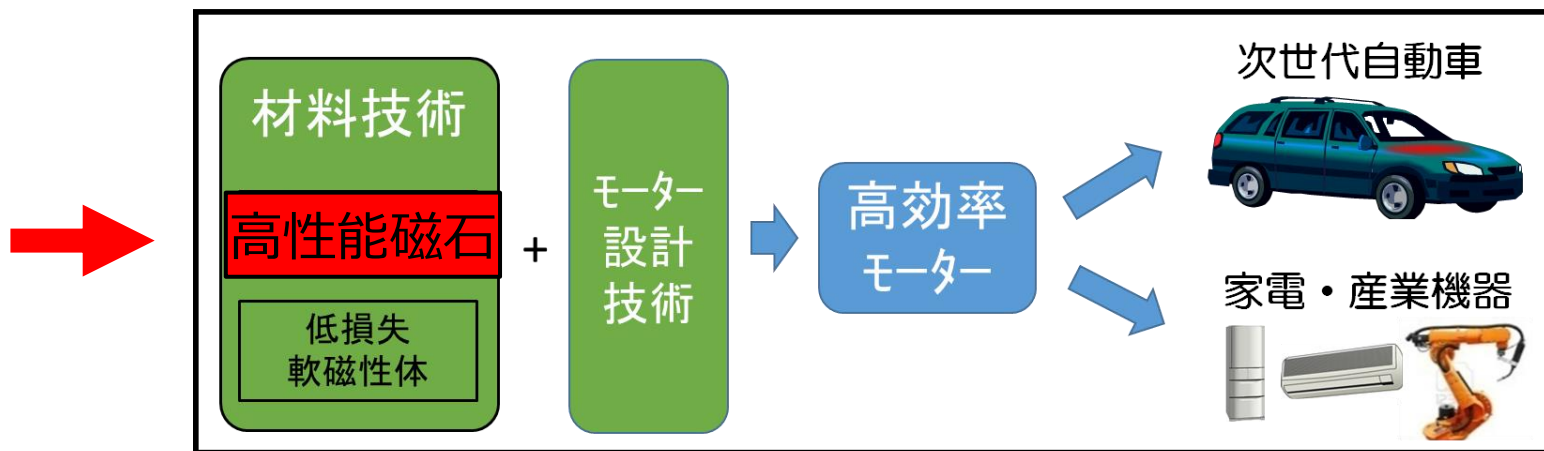 材料技術
高性能磁石
低損失
軟磁性体
+
モーター
設計
技術
高効率
モーター
次世代自動車
家電・産業機器